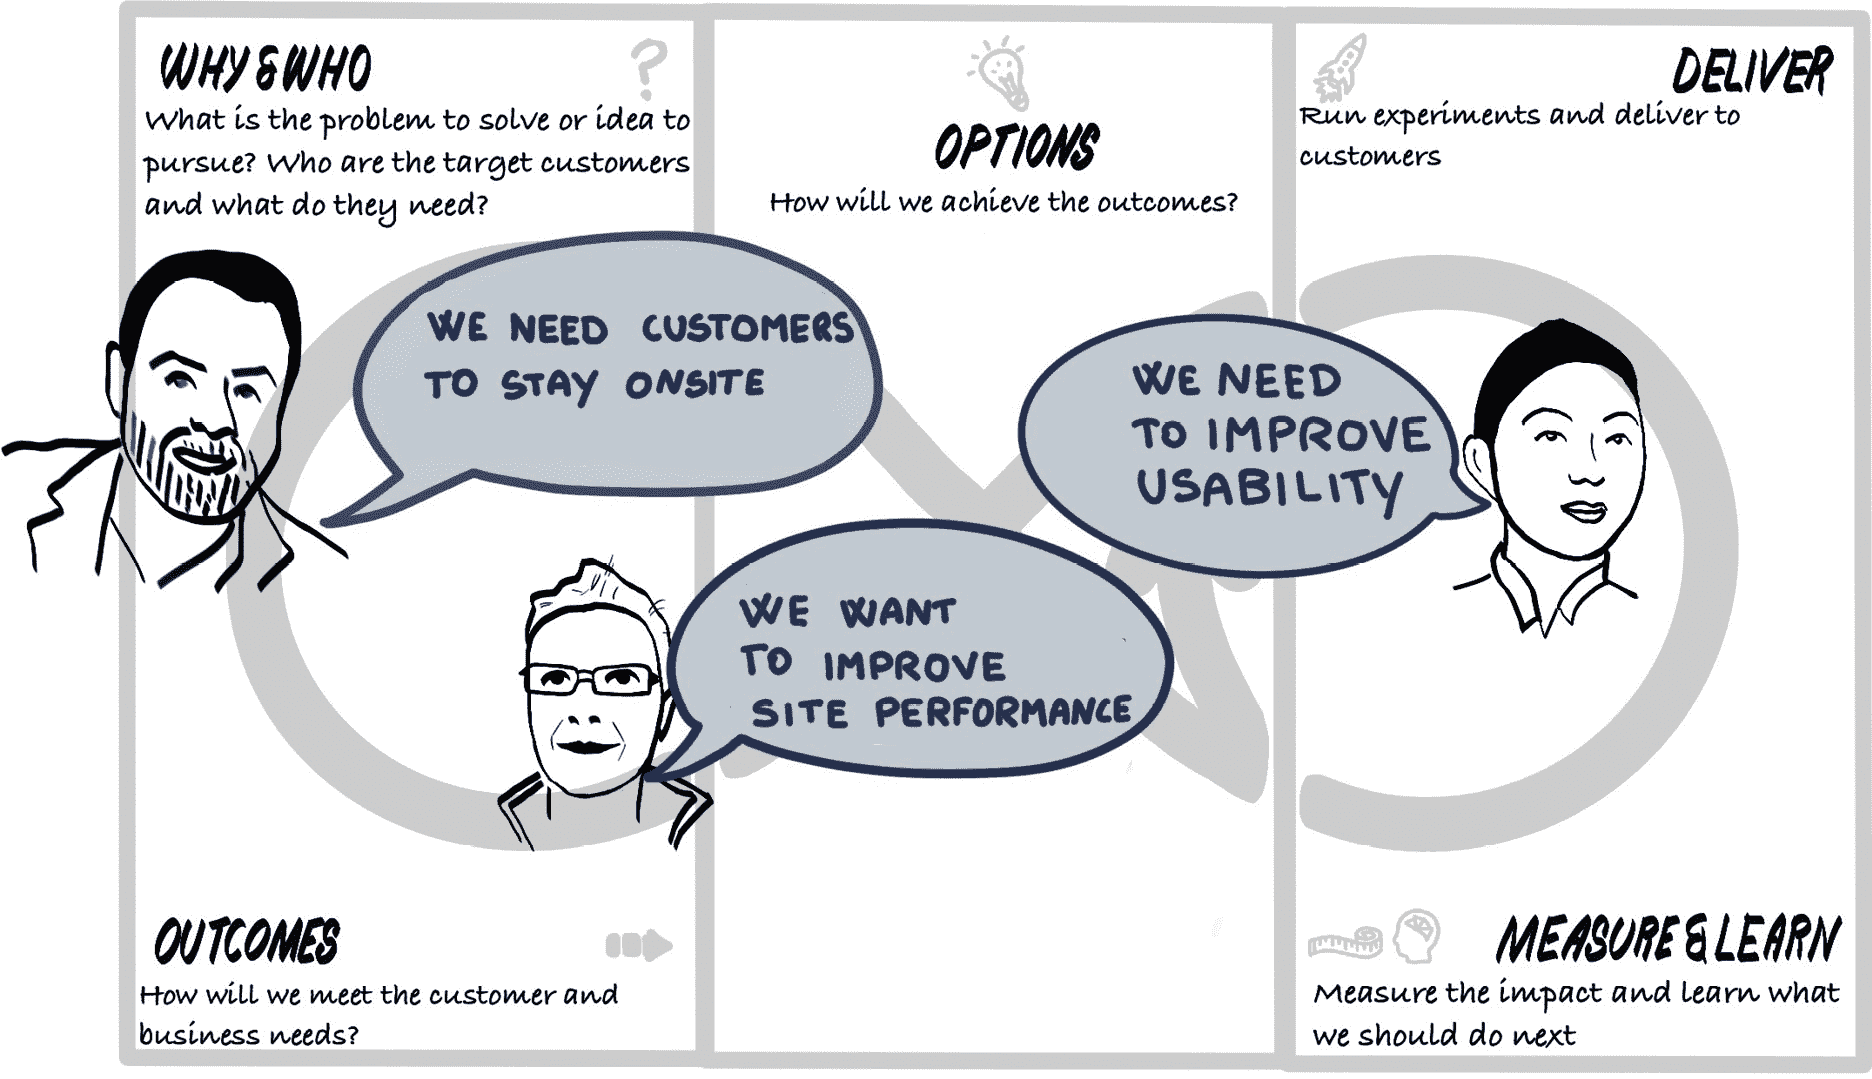 WHY & WHO
What is the problem to solve or idea to
pursue? Who are the target customers
and what do they need?
OPTIONS
How will we achieve the outcomes?
DELIVER
Run experiments and deliver to
customers
WE NEED CUSTOMERS
TO STAY ONSITE
WE NEED
TO IMPROVE
USABILITY
WE WANT
TO IMPROVE
SITE PERFORMANCE
OUTCOMES
How will we meet the customer and
business needs?
MEASURE & LEARN
Measure the impact and learn what
we should do next